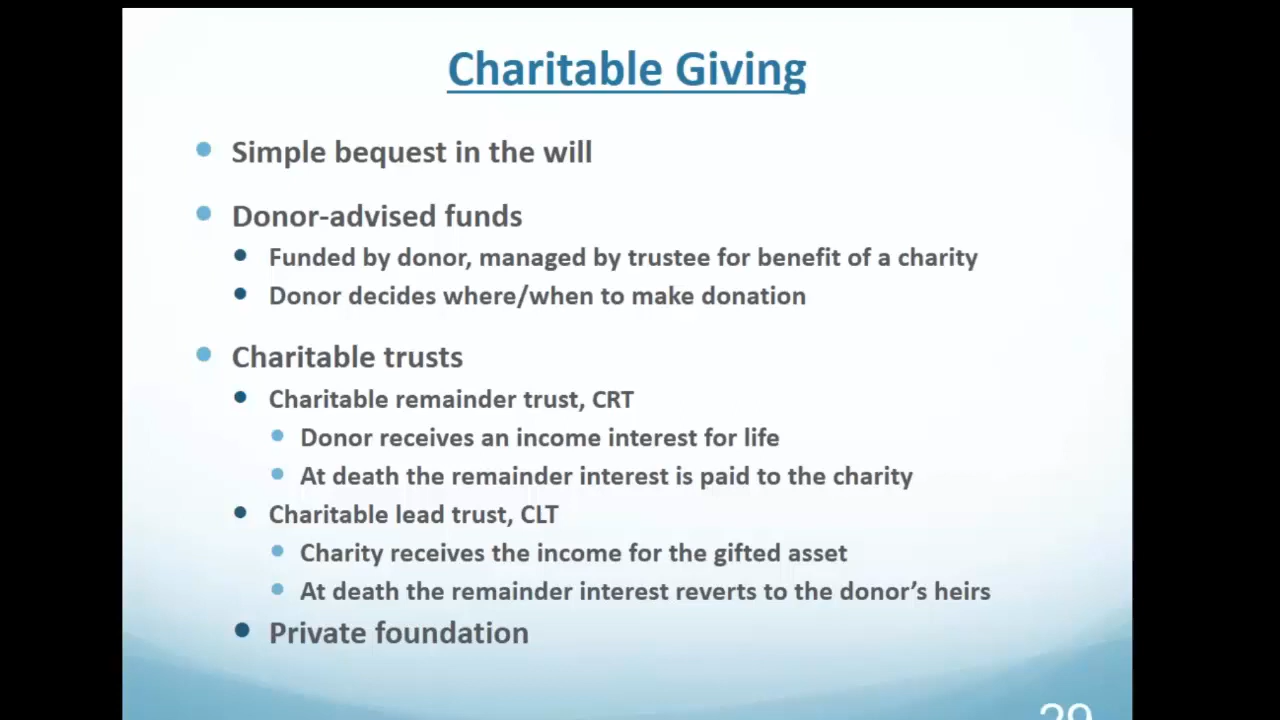 Charitable Giving
Simple bequest in the will
Donor-advised funds
Funded by donor, managed by trustee for benefit of a charity
Donor decides where/when to make donation
Charitable trusts
Charitable remainder trust, CRT
Donor receives an income interest for life
At death the remainder interest is paid to the charity
Charitable lead trust, CLT
Charity receives the income for the gifted asset
At death the remainder interest reverts to the donor’s heirs
Private foundation